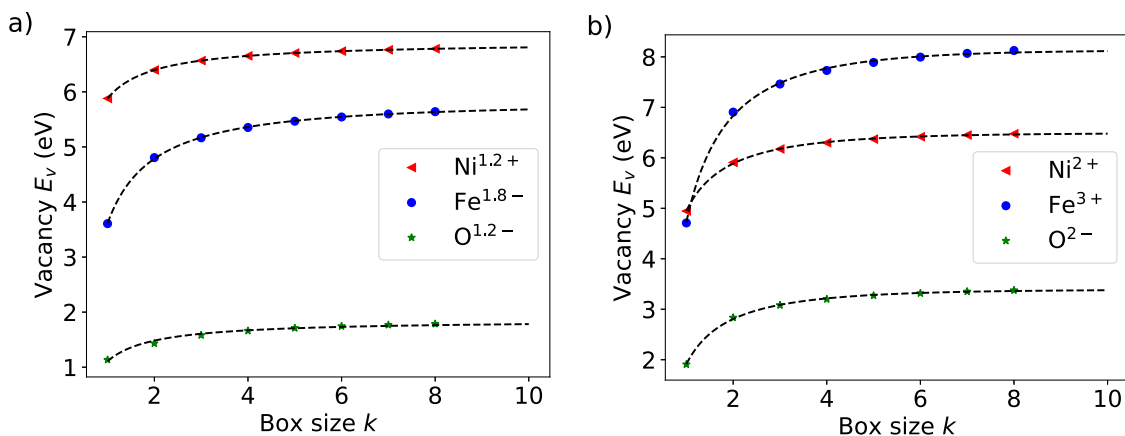 a)
Vacancy E_v (eV)
7
6
5
4
3
2
1
Ni^{1.2+}
Fe^{1.8−}
O^{1.2−}
2 4 6 8 10
Box size k
b)
Vacancy E_v (eV)
8
7
6
5
4
3
2
Ni^{2+}
Fe^{3+}
O^{2−}
2 4 6 8 10
Box size k